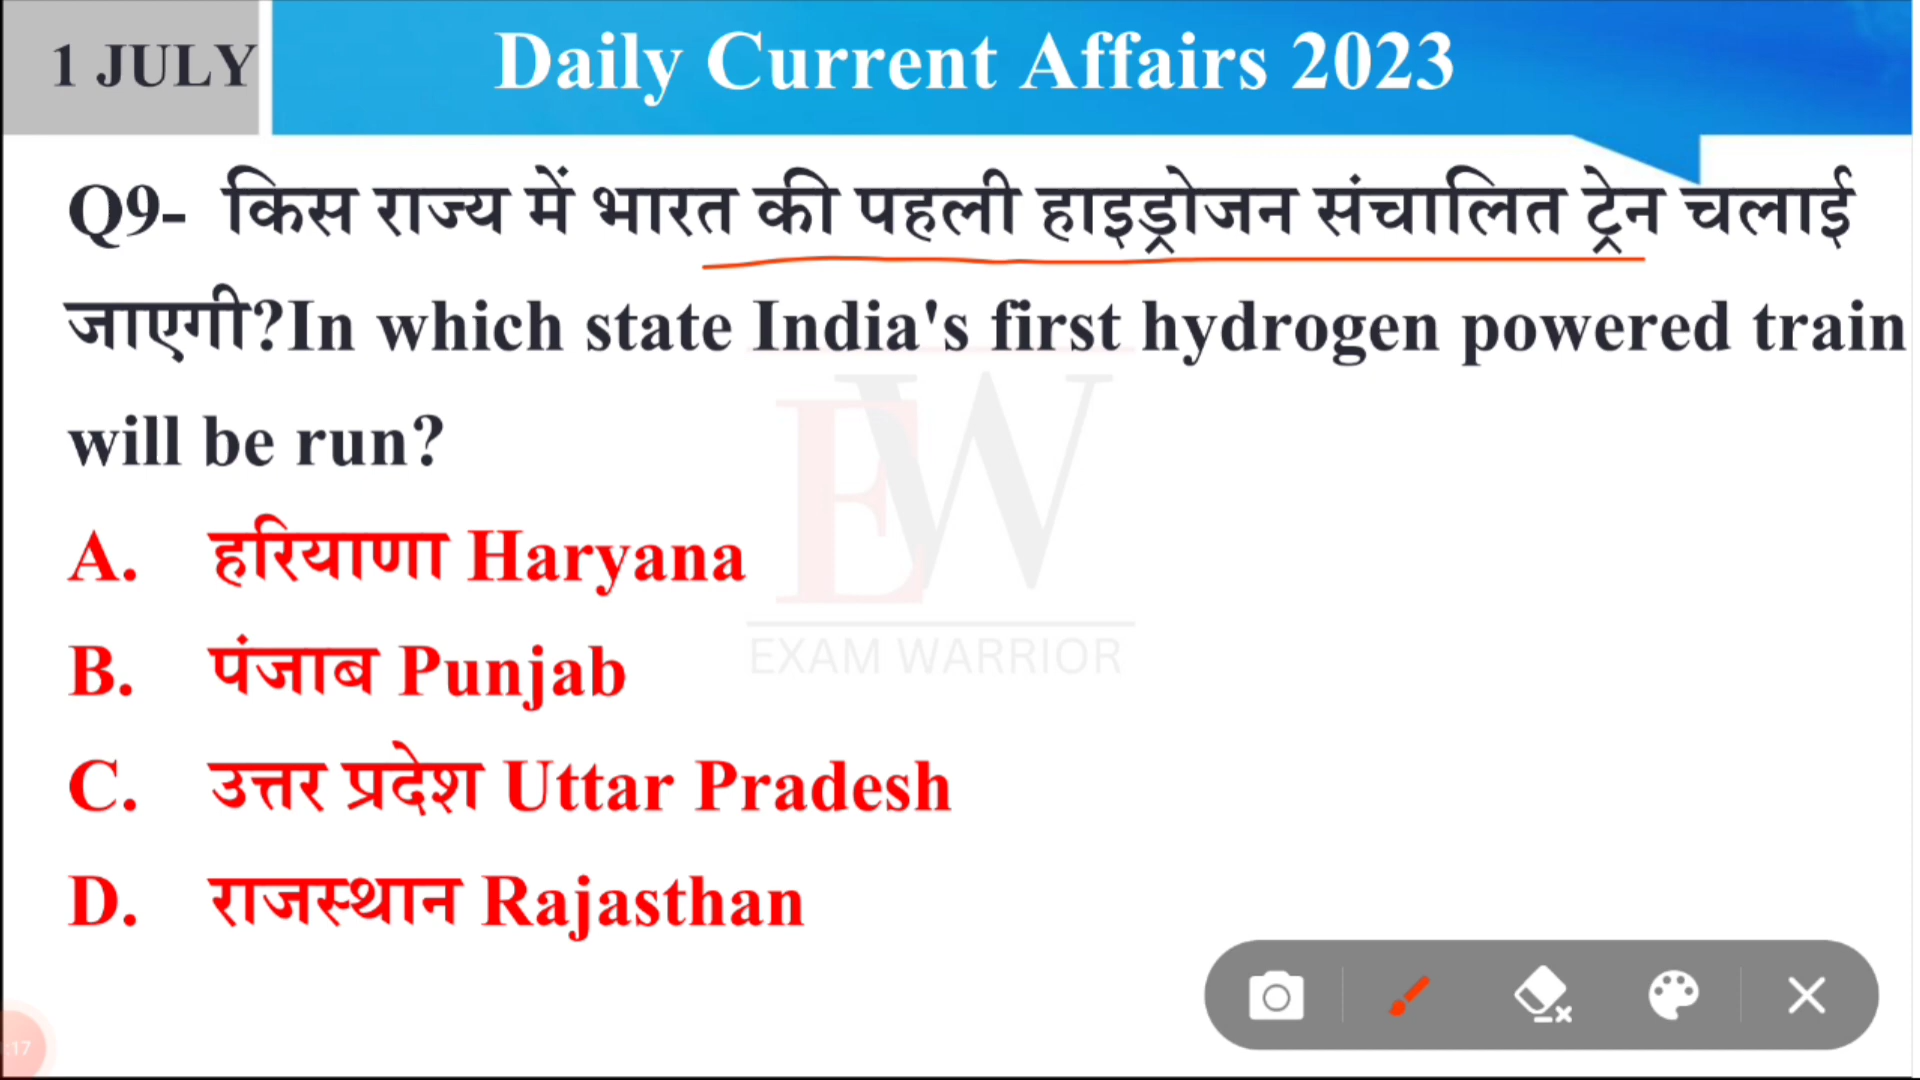 1 JULY
Daily Current Affairs 2023
Q9- किस राज्य में भारत की पहली हाइड्रोजन संचालित ट्रेन चलाई
जाएगी?In which state India's first hydrogen powered train
will be run?
A. हरियाणा Haryana
B. पंजाब Punjab
C. उत्तर प्रदेश Uttar Pradesh
D. राजस्थान Rajasthan
EW
EXAM WARRIOR